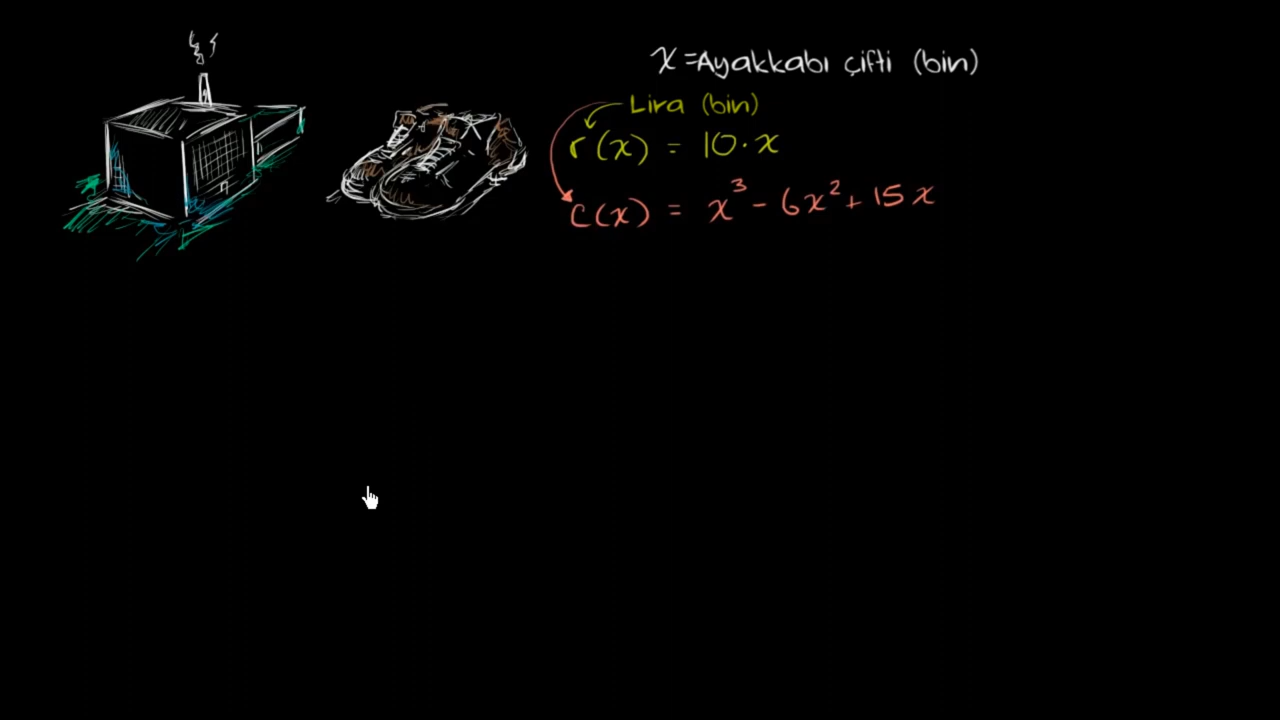 x = Ayakkabı çifti (bin)
Lira (bin)
r(x) = 10·x
c(x) = x³ - 6x² + 15x